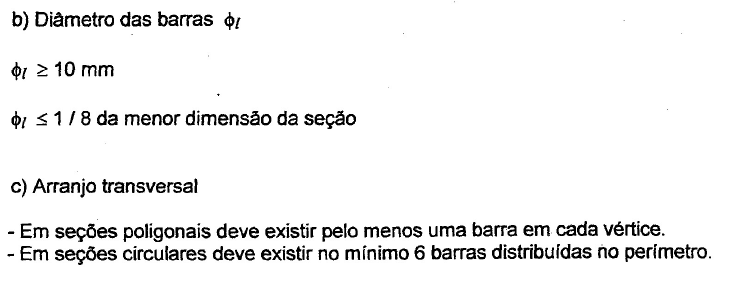 b) Diâmetro das barras ϕl
ϕl ≥ 10 mm
ϕl ≤ 1 / 8 da menor dimensão da seção
c) Arranjo transversal
- Em seções poligonais deve existir pelo menos uma barra em cada vértice.
- Em seções circulares deve existir no mínimo 6 barras distribuídas no perímetro.